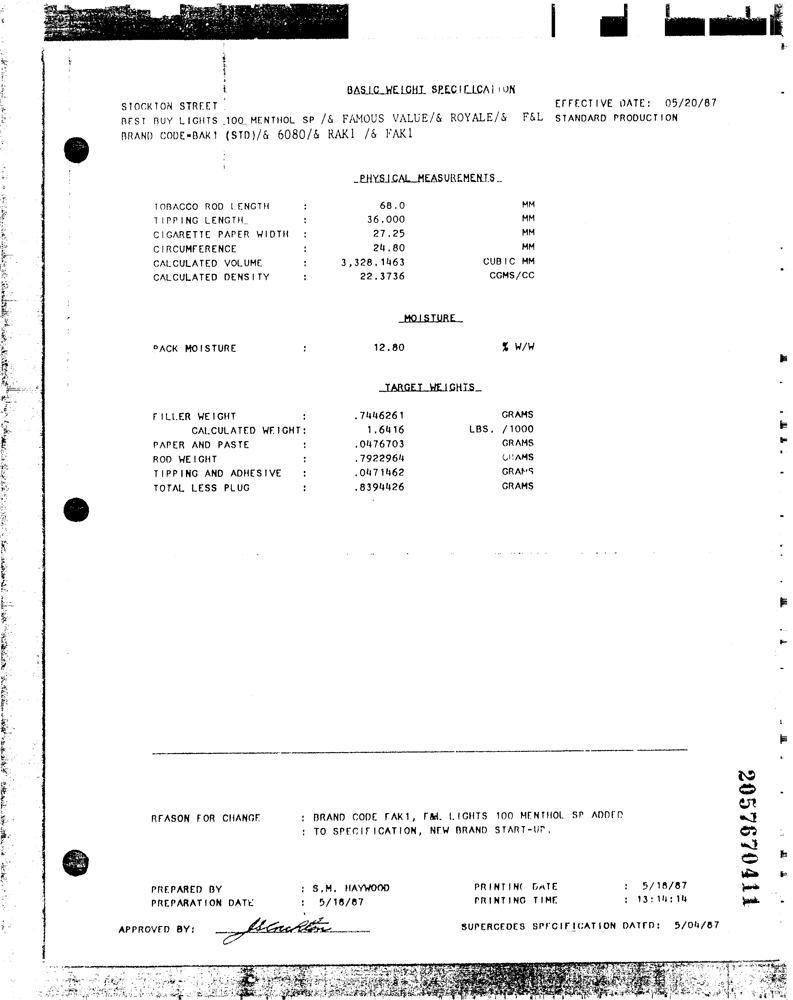 BASIC WEIGHT SPECIFICATION
STOCKTON STREET EFFECTIVE DATE: 05/20/87
BEST BUY LIGHTS 100 MENTHOL SP /& FAMOUS VALUE/& ROYALE/& F&L STANDARD PRODUCTION
BRAND CODE=BAK1 (STD)/& 6080/& RAK1 /& FAK1
PHYSICAL MEASUREMENTS
TOBACCO ROD LENGTH : 68.0 MM
TIPPING LENGTH : 36.000 MM
CIGARETTE PAPER WIDTH : 27.25 MM
CIRCUMFERENCE : 24.80 MM
CALCULATED VOLUME : 3,328.1463 CUBIC MM
CALCULATED DENSITY : 22.3736 CGMS/CC
MOISTURE
PACK MOISTURE : 12.80 % W/W
TARGET WEIGHTS
FILLER WEIGHT : .7446261 GRAMS
CALCULATED WEIGHT: 1.6416 LBS. /1000
PAPER AND PASTE : .0476703 GRAMS
ROD WEIGHT : .7922964 GRAMS
TIPPING AND ADHESIVE : .0471462 GRAMS
TOTAL LESS PLUG : .8394426 GRAMS
REASON FOR CHANGE : BRAND CODE FAK1, F&L LIGHTS 100 MENTHOL SP ADDED
: TO SPECIFICATION, NEW BRAND START-UP.
2057670411
PREPARED BY : S.M. HAYWOOD PRINTING DATE : 5/18/87
PREPARATION DATE : 5/18/87 PRINTING TIME : 13:14:14
APPROVED BY: SUPERCEDES SPECIFICATION DATED: 5/04/87